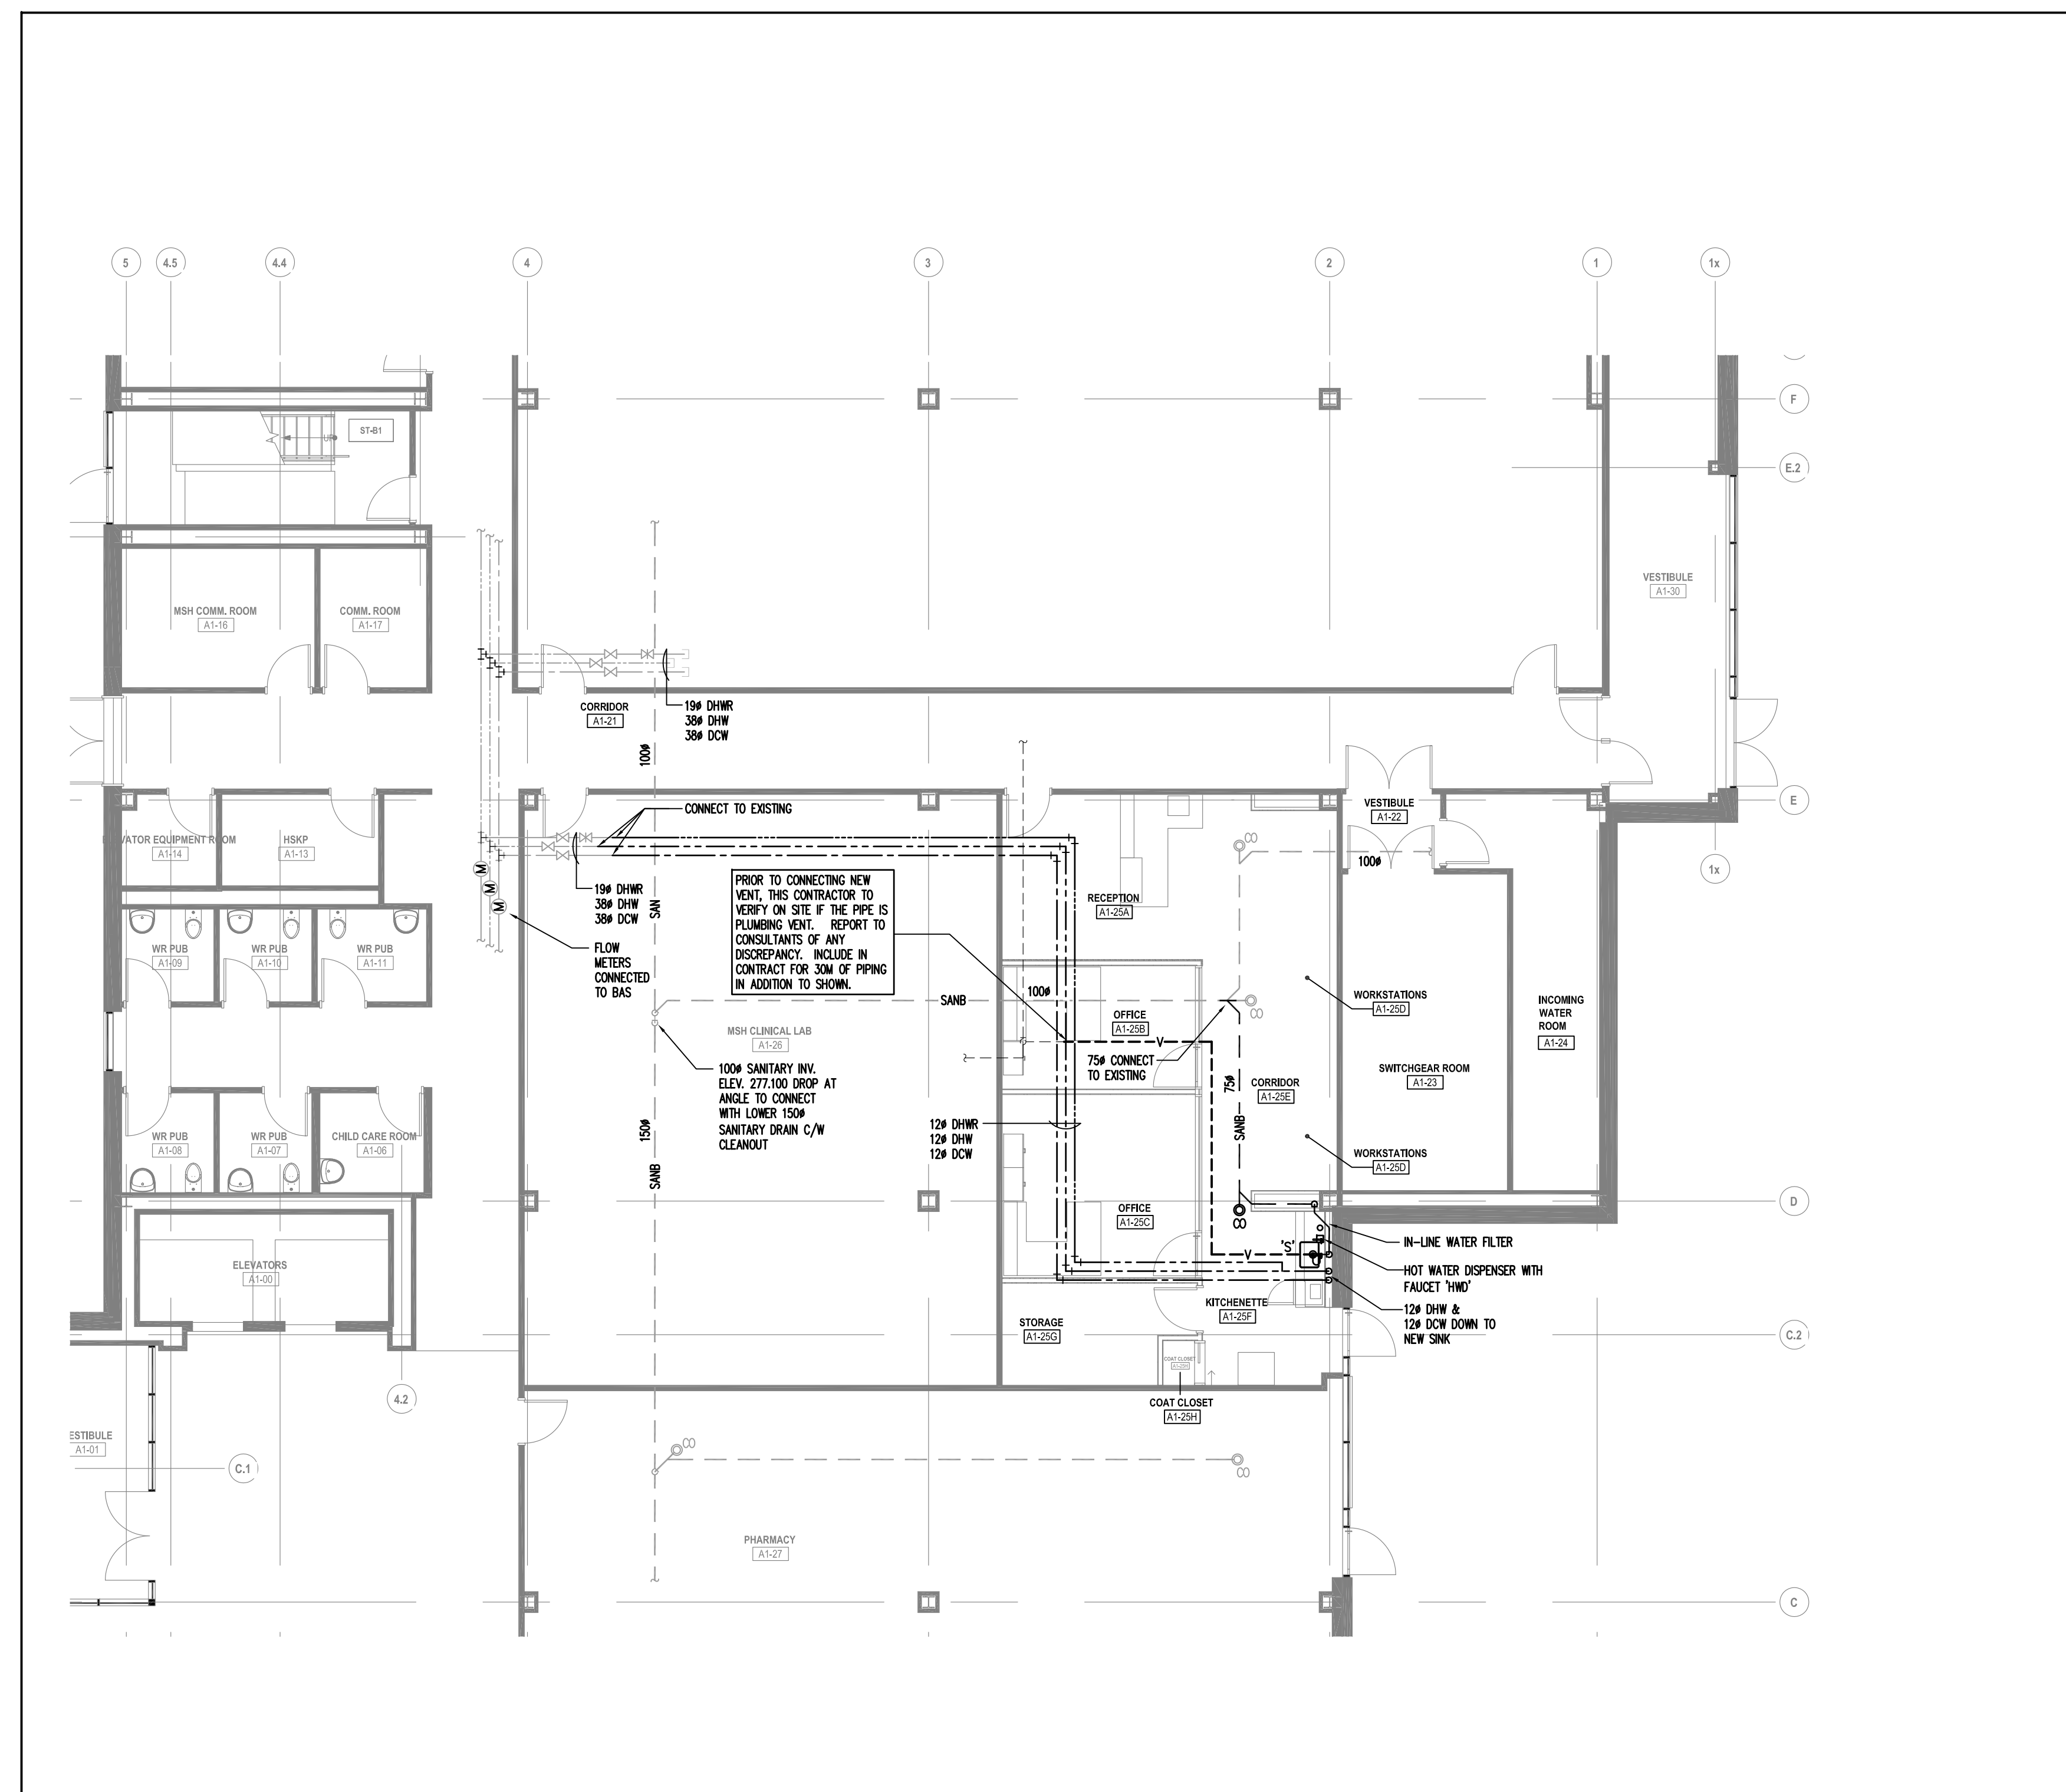 5
4.5
4.4
4
3
2
1
1x
F
E.2
E
1x
D
C.2
C
ST-B1
UP
MSH COMM. ROOM
A1-16
COMM. ROOM
A1-17
VESTIBULE
A1-30
CORRIDOR
A1-21
19ø DHWR
38ø DHW
38ø DCW
100ø
CONNECT TO EXISTING
VESTIBULE
A1-22
100ø
HSKP
A1-13
EQUIPMENT ROOM
A1-14
M
M
M
19ø DHWR
38ø DHW
38ø DCW
SAN
FLOW
METERS
CONNECTED
TO BAS
PRIOR TO CONNECTING NEW
VENT, THIS CONTRACTOR TO
VERIFY ON SITE IF THE PIPE IS
PLUMBING VENT. REPORT TO
CONSULTANTS OF ANY
DISCREPANCY. INCLUDE IN
CONTRACT FOR 30M OF PIPING
IN ADDITION TO SHOWN.
RECEPTION
A1-25A
WR PUB
A1-09
WR PUB
A1-10
WR PUB
A1-11
SANB
100ø
OFFICE
A1-25B
V
WORKSTATIONS
A1-25D
INCOMING
WATER
ROOM
A1-24
MSH CLINICAL LAB
A1-26
100ø SANITARY INV.
ELEV. 277.100 DROP AT
ANGLE TO CONNECT
WITH LOWER 150ø
SANITARY DRAIN C/W
CLEANOUT
75ø CONNECT
TO EXISTING
75ø
SANB
CORRIDOR
A1-25E
SWITCHGEAR ROOM
A1-23
150ø
SANB
12ø DHWR
12ø DHW
12ø DCW
WR PUB
A1-08
WR PUB
A1-07
CHILD CARE ROOM
A1-06
WORKSTATIONS
A1-25D
OFFICE
A1-25C
'S'
V
IN-LINE WATER FILTER
HOT WATER DISPENSER WITH
FAUCET 'HWD'
12ø DHW &
12ø DCW DOWN TO
NEW SINK
ELEVATORS
A1-00
KITCHENETTE
A1-25F
STORAGE
A1-25G
COAT CLOSET
A1-25H
COAT CLOSET
A1-25H
4.2
ESTIBULE
A1-01
C.1
PHARMACY
A1-27